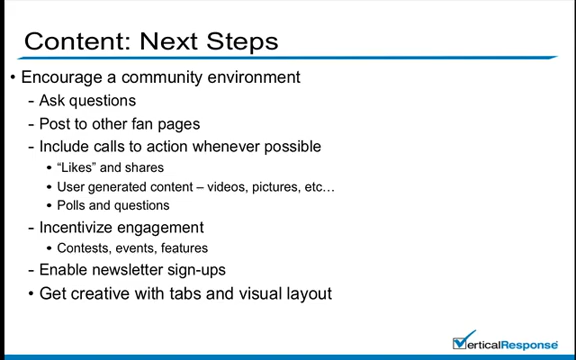 Content: Next Steps
• Encourage a community environment
- Ask questions
- Post to other fan pages
- Include calls to action whenever possible
• “Likes” and shares
• User generated content – videos, pictures, etc…
• Polls and questions
- Incentivize engagement
• Contests, events, features
- Enable newsletter sign-ups
• Get creative with tabs and visual layout
VerticalResponse